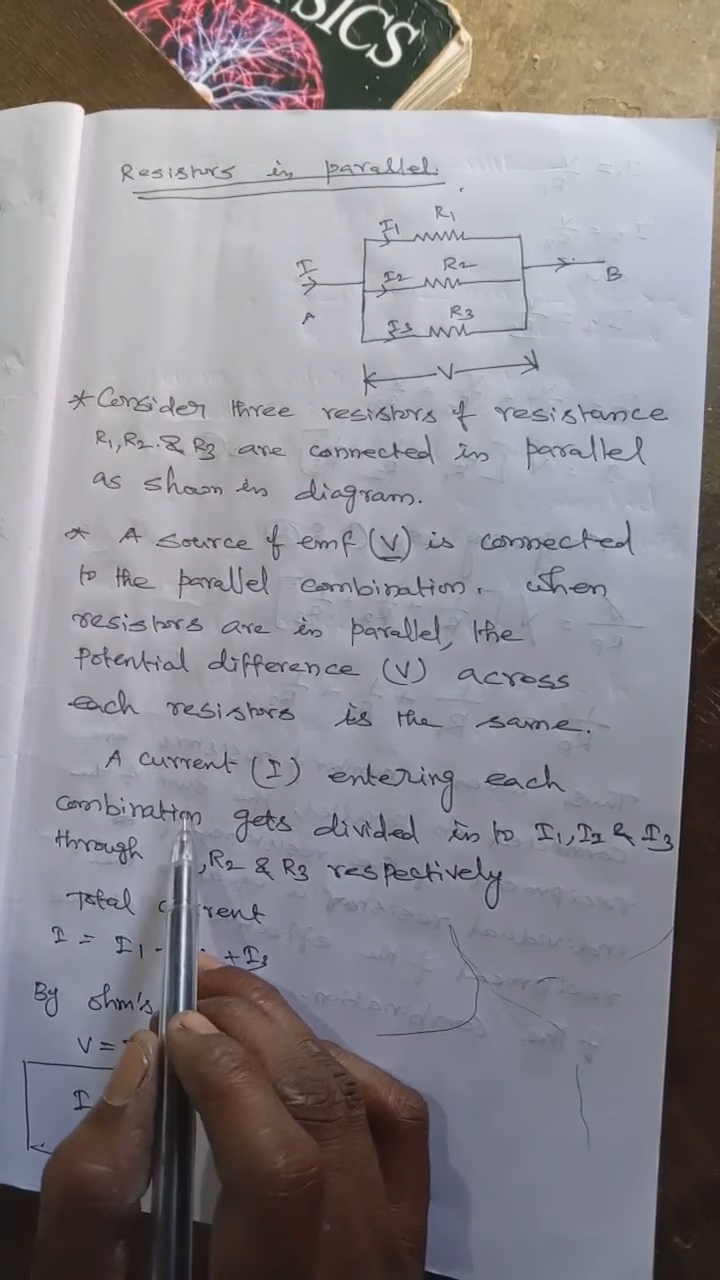 SICS
Resistors in parallel.
R1
I1
I
I2
R2
B
A
I3
R3
V
* Consider three resistors of resistance
R1, R2 & R3 are connected in parallel
as shown in diagram.
* A source of emf (V) is connected
to the parallel combination. When
resistors are in parallel, the
Potential difference (V) across
each resistors is the same.
A current (I) entering each
combination gets divided in to I1, I2 & I3
through , R2 & R3 respectively
Total current
I = I1 + I3
By ohm's
V =
I